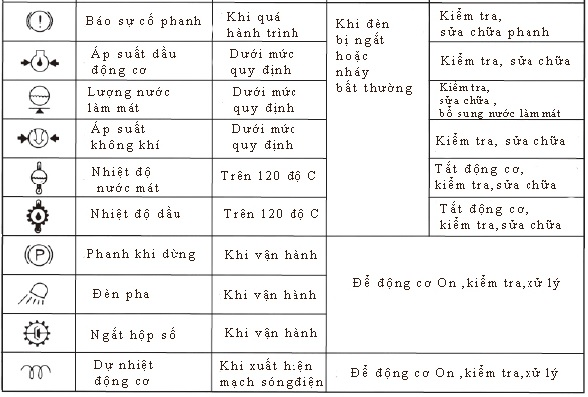 Báo sự cố phanh
Khi quá
hành trình
Khi đèn
bị ngắt
hoặc
nháy
bất thường
Kiểm tra,
sửa chữa phanh
Áp suất dầu
động cơ
Dưới mức
quy định
Kiểm tra, sửa chữa
Lượng nước
làm mát
Dưới mức
quy định
Kiểm tra,
sửa chữa ,
bổ sung nước làm mát
Áp suất
không khí
Dưới mức
quy định
Kiểm tra, sửa chữa
Nhiệt độ
nước mát
Trên 120 độ C
Tắt động cơ,
kiểm tra,sửa chữa
Nhiệt độ dầu
Trên 120 độ C
Tắt động cơ,
kiểm tra,sửa chữa
P
Phanh khi dừng
Khi vận hành
Để động cơ On ,kiểm tra,xử lý
Đèn pha
Khi vận hành
Ngắt hộp số
Khi vận hành
Dự nhiệt
động cơ
Khi xuất hiện
mạch sóngđiện
Để động cơ On ,kiểm tra,xử lý